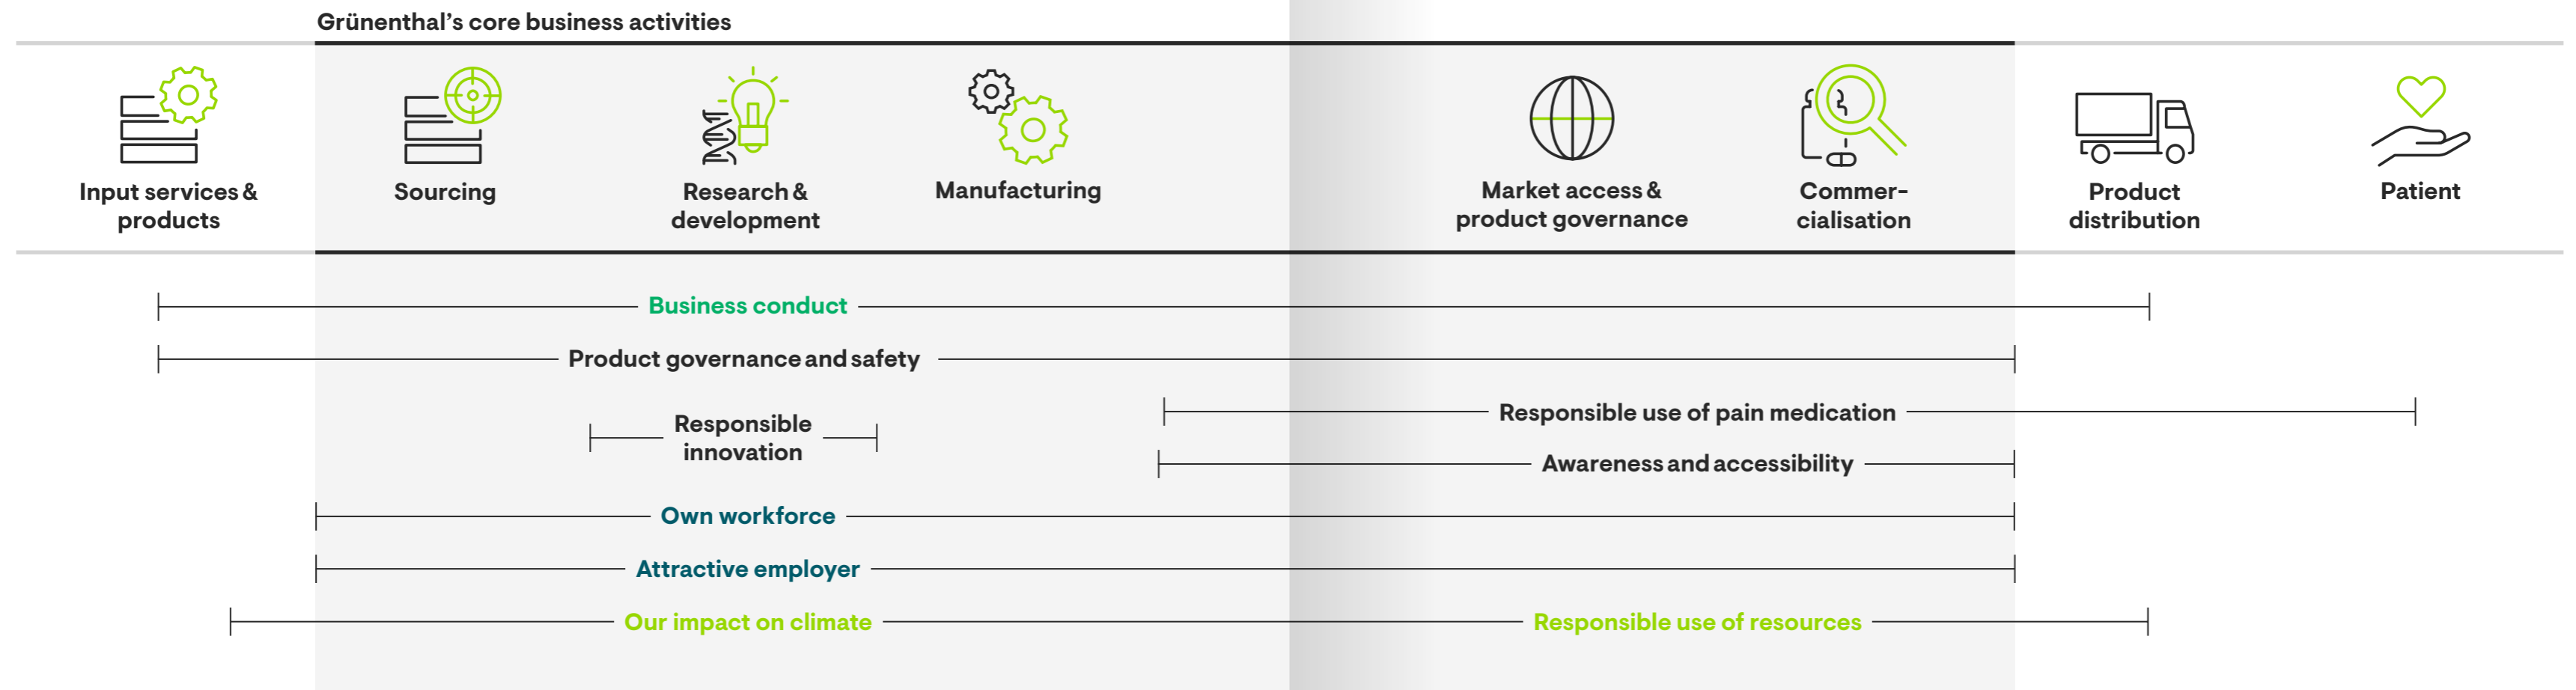 Grünenthal's core business activities
Input services &
products
Sourcing
Research &
development
Manufacturing
Market access &
product governance
Commer-
cialisation
Product
distribution
Patient
Business conduct
Product governance and safety
Responsible
innovation
Responsible use of pain medication
Awareness and accessibility
Own workforce
Attractive employer
Our impact on climate
Responsible use of resources